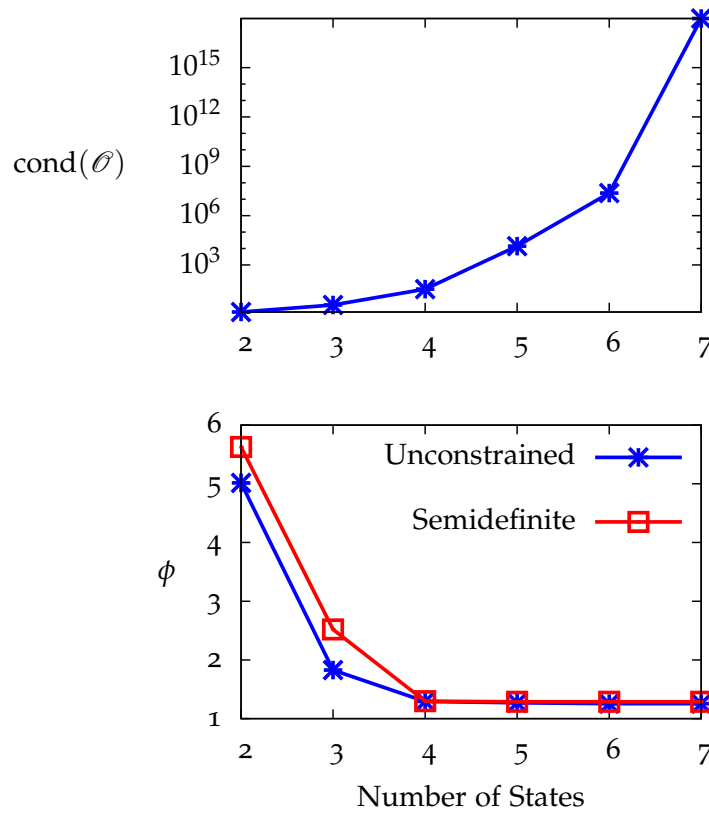 10^15
10^12
cond(𝒪)
10^9
10^6
10^3
2 3 4 5 6 7
6
Unconstrained
5
Semidefinite
4
ϕ
3
2
1
2 3 4 5 6 7
Number of States